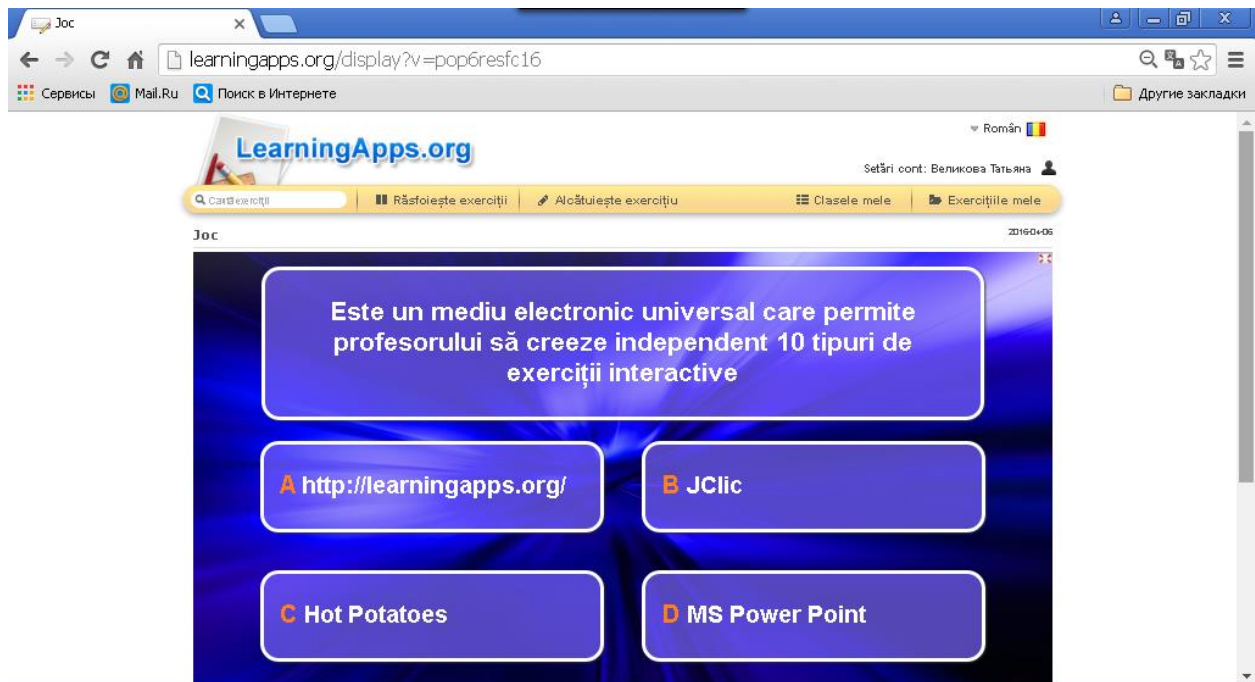 Joc
learningapps.org/display?v=pop6resfc16
Сервисы Mail.Ru Поиск в Интернете Другие закладки
LearningApps.org
Român
Setări cont: Великова Татьяна
Răsfoiește exerciții Alcătuiește exercițiu Clasele mele Exercițiile mele
Joc
Este un mediu electronic universal care permite
profesorului să creeze independent 10 tipuri de
exerciții interactive
A http://learningapps.org/
B JClic
C Hot Potatoes
D MS Power Point